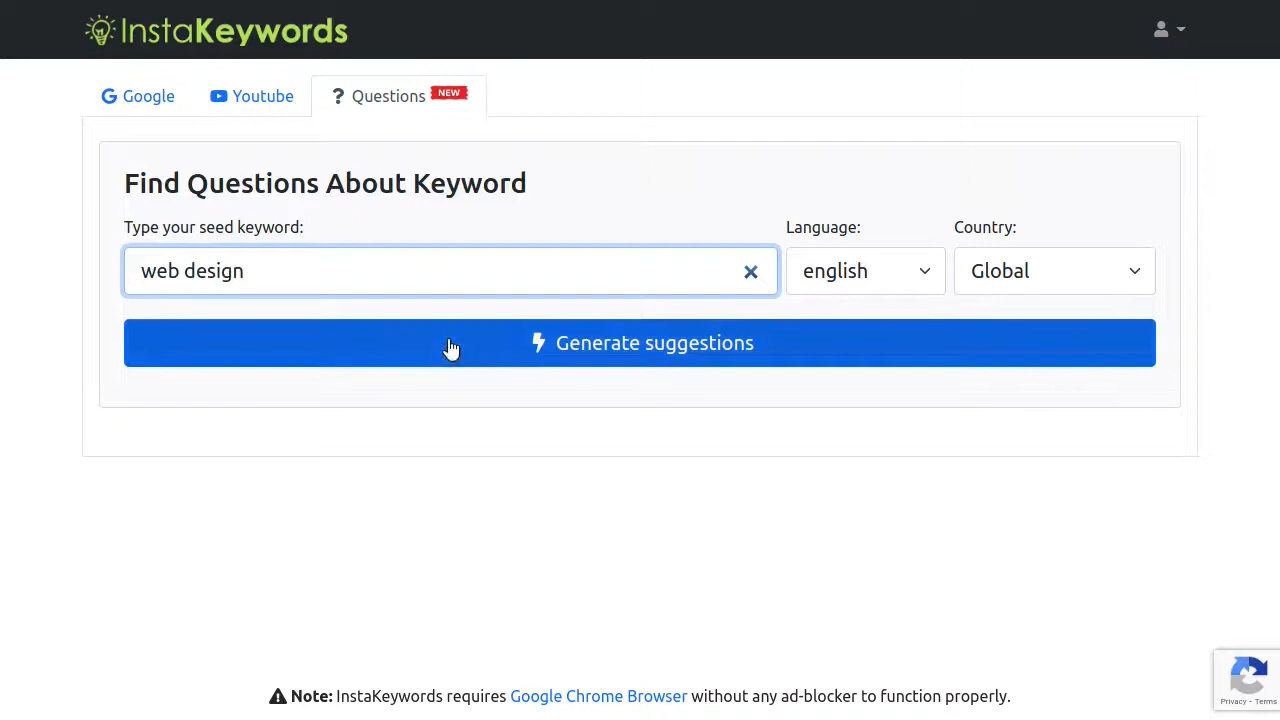 InstaKeywords
Google
Youtube
? Questions NEW
Find Questions About Keyword
Type your seed keyword:
Language:
Country:
web design
english
Global
Generate suggestions
Note: InstaKeywords requires Google Chrome Browser without any ad-blocker to function properly.
Privacy - Terms